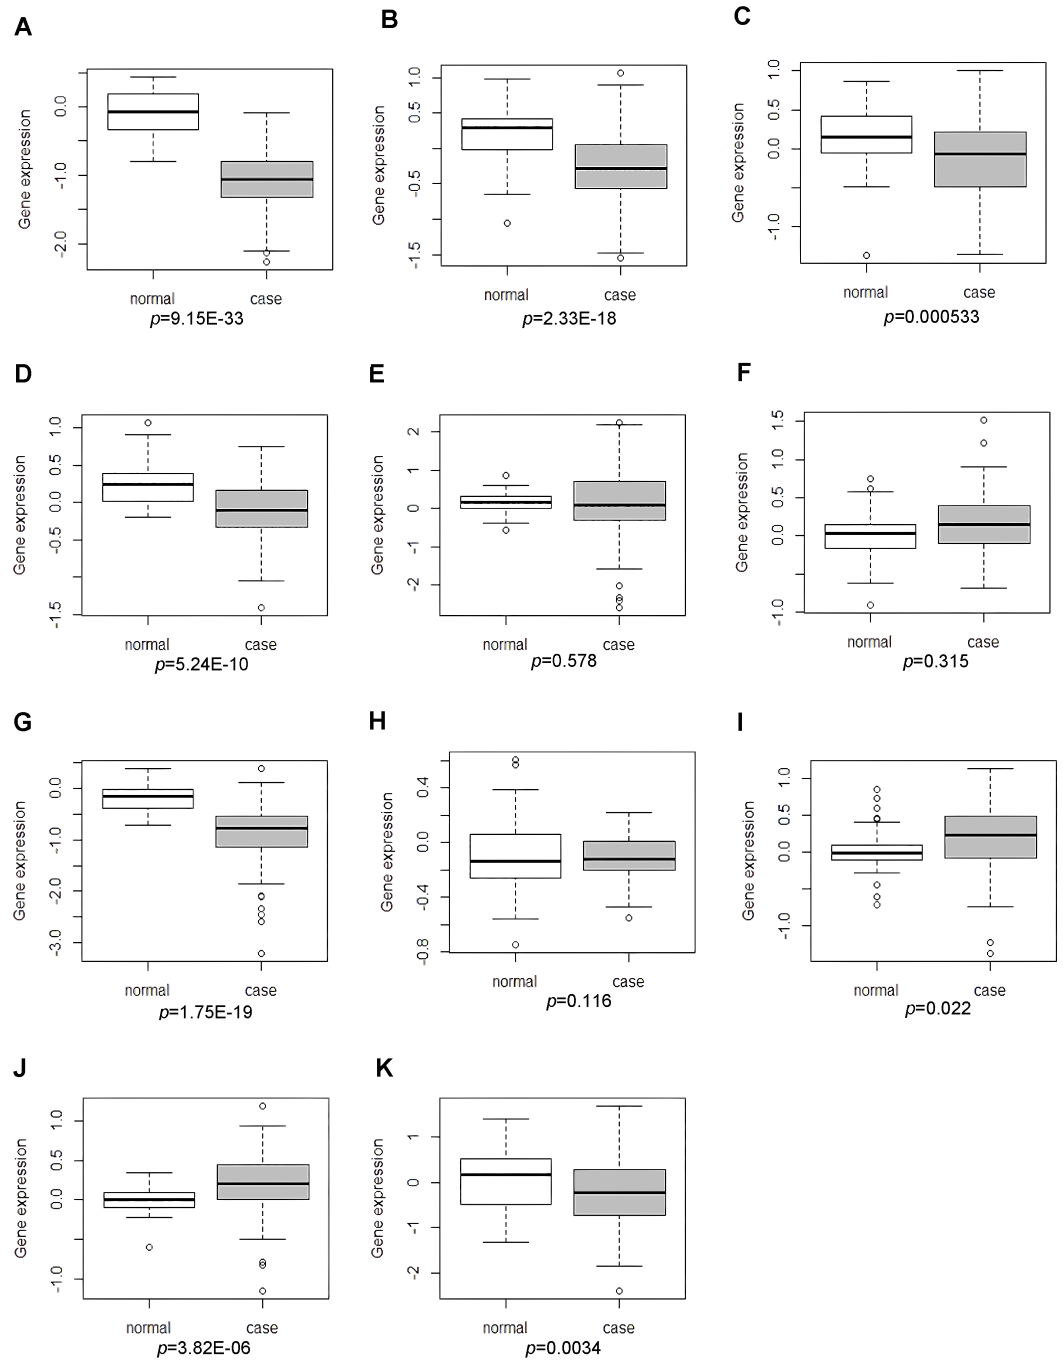 A
B
C
Gene expression
0.0
-1.0
-2.0
normal
case
p=9.15E-33
Gene expression
1.0
0.5
-0.5
-1.5
normal
case
p=2.33E-18
Gene expression
1.0
0.5
0.0
-1.0
normal
case
p=0.000533
D
E
F
Gene expression
1.0
0.5
0.0
-0.5
-1.5
normal
case
p=5.24E-10
Gene expression
2
1
0
-1
-2
normal
case
p=0.578
Gene expression
1.5
1.0
0.5
0.0
-1.0
normal
case
p=0.315
G
H
I
Gene expression
0.0
-1.0
-2.0
-3.0
normal
case
p=1.75E-19
Gene expression
0.4
0.0
-0.4
-0.8
normal
case
p=0.116
Gene expression
1.0
0.5
0.0
-1.0
normal
case
p=0.022
J
K
Gene expression
1.0
0.5
0.0
-1.0
normal
case
p=3.82E-06
Gene expression
1
0
-1
-2
normal
case
p=0.0034